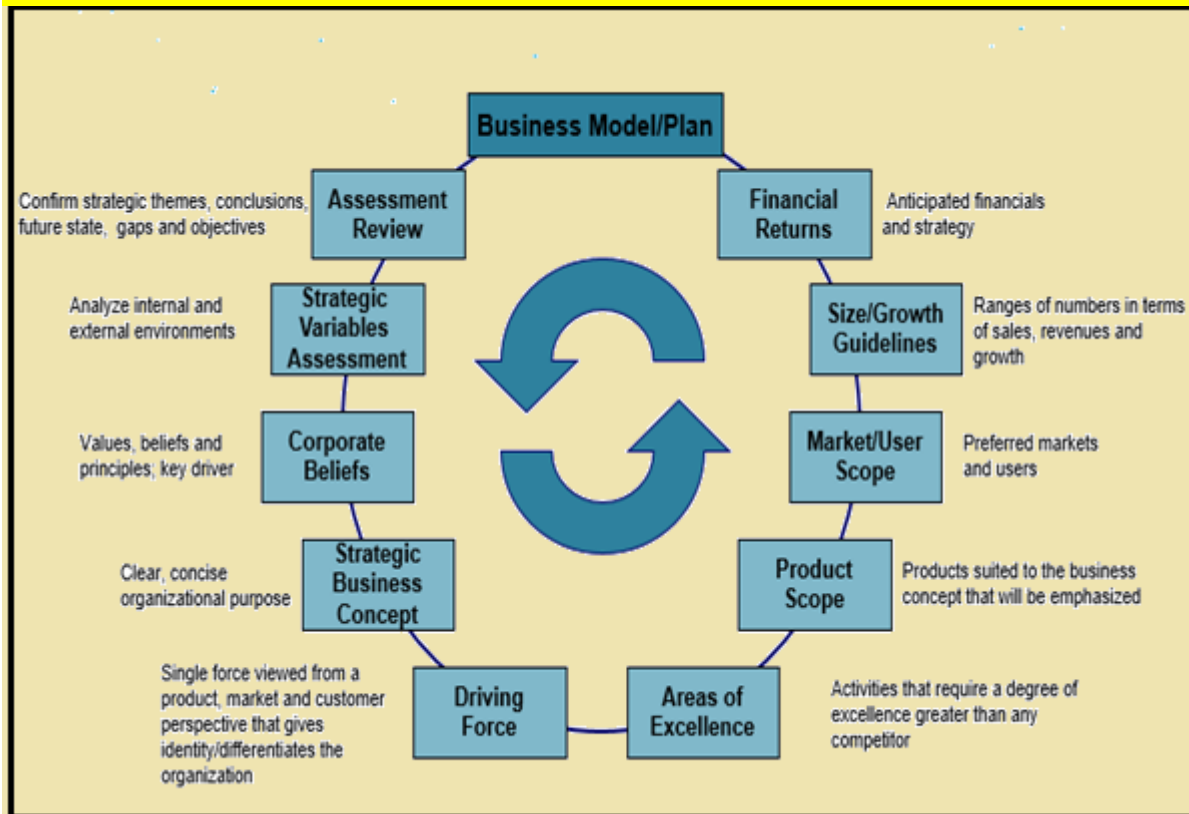 Business Model/Plan
Confirm strategic themes, conclusions,
future state, gaps and objectives
Assessment
Review
Financial
Returns
Anticipated financials
and strategy
Analyze internal and
external environments
Strategic
Variables
Assessment
Size/Growth
Guidelines
Ranges of numbers in terms
of sales, revenues and
growth
Values, beliefs and
principles; key driver
Corporate
Beliefs
Market/User
Scope
Preferred markets
and users
Clear, concise
organizational purpose
Strategic
Business
Concept
Product
Scope
Products suited to the business
concept that will be emphasized
Single force viewed from a
product, market and customer
perspective that gives
identity/differentiates the
organization
Driving
Force
Areas of
Excellence
Activities that require a degree of
excellence greater than any
competitor